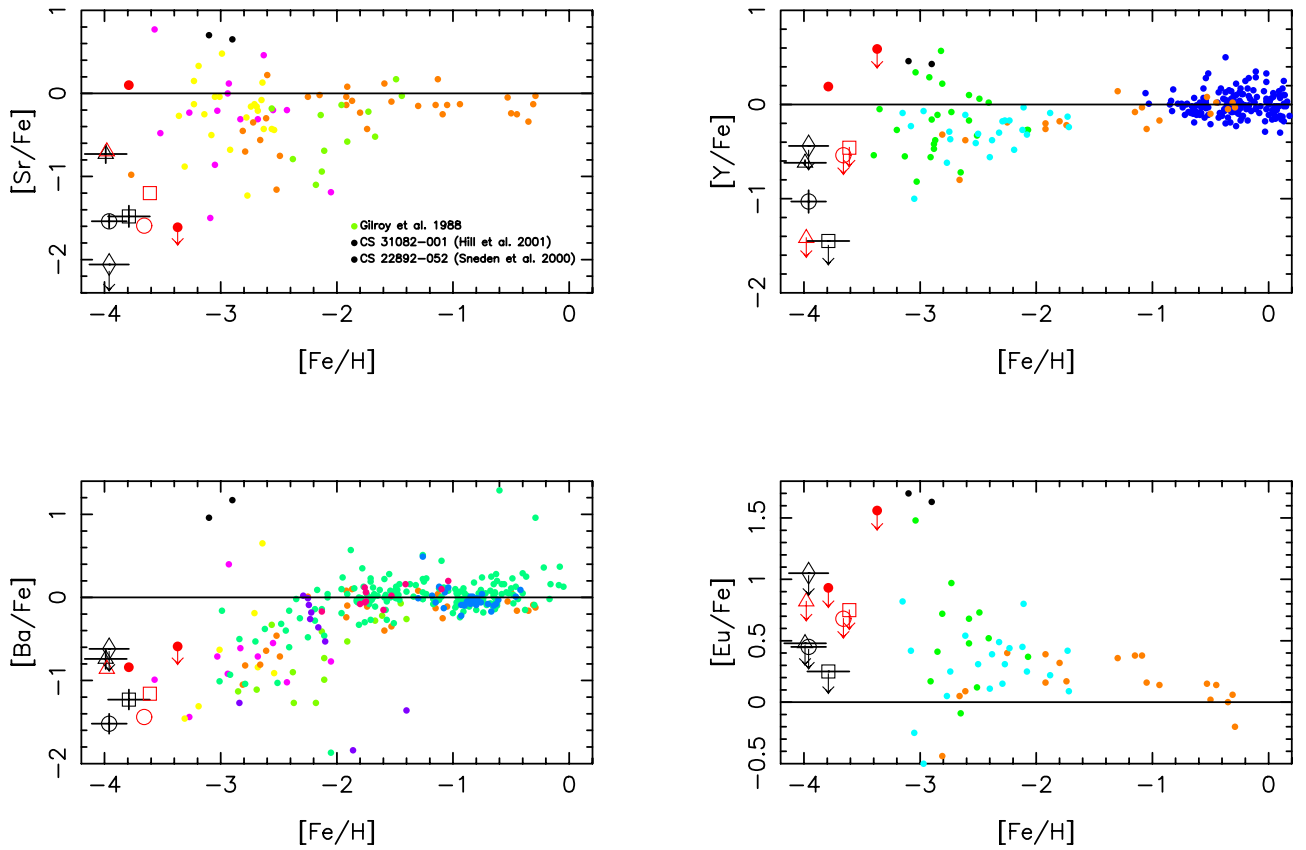 1
0
−1
−2
[Sr/Fe]
Gilroy et al. 1988
CS 31082−001 (Hill et al. 2001)
CS 22892−052 (Sneden et al. 2000)
−4 −3 −2 −1 0
[Fe/H]
1
0
−1
−2
[Y/Fe]
−4 −3 −2 −1 0
[Fe/H]
1
0
−1
−2
[Ba/Fe]
−4 −3 −2 −1 0
[Fe/H]
1.5
1
0.5
0
−0.5
[Eu/Fe]
−4 −3 −2 −1 0
[Fe/H]